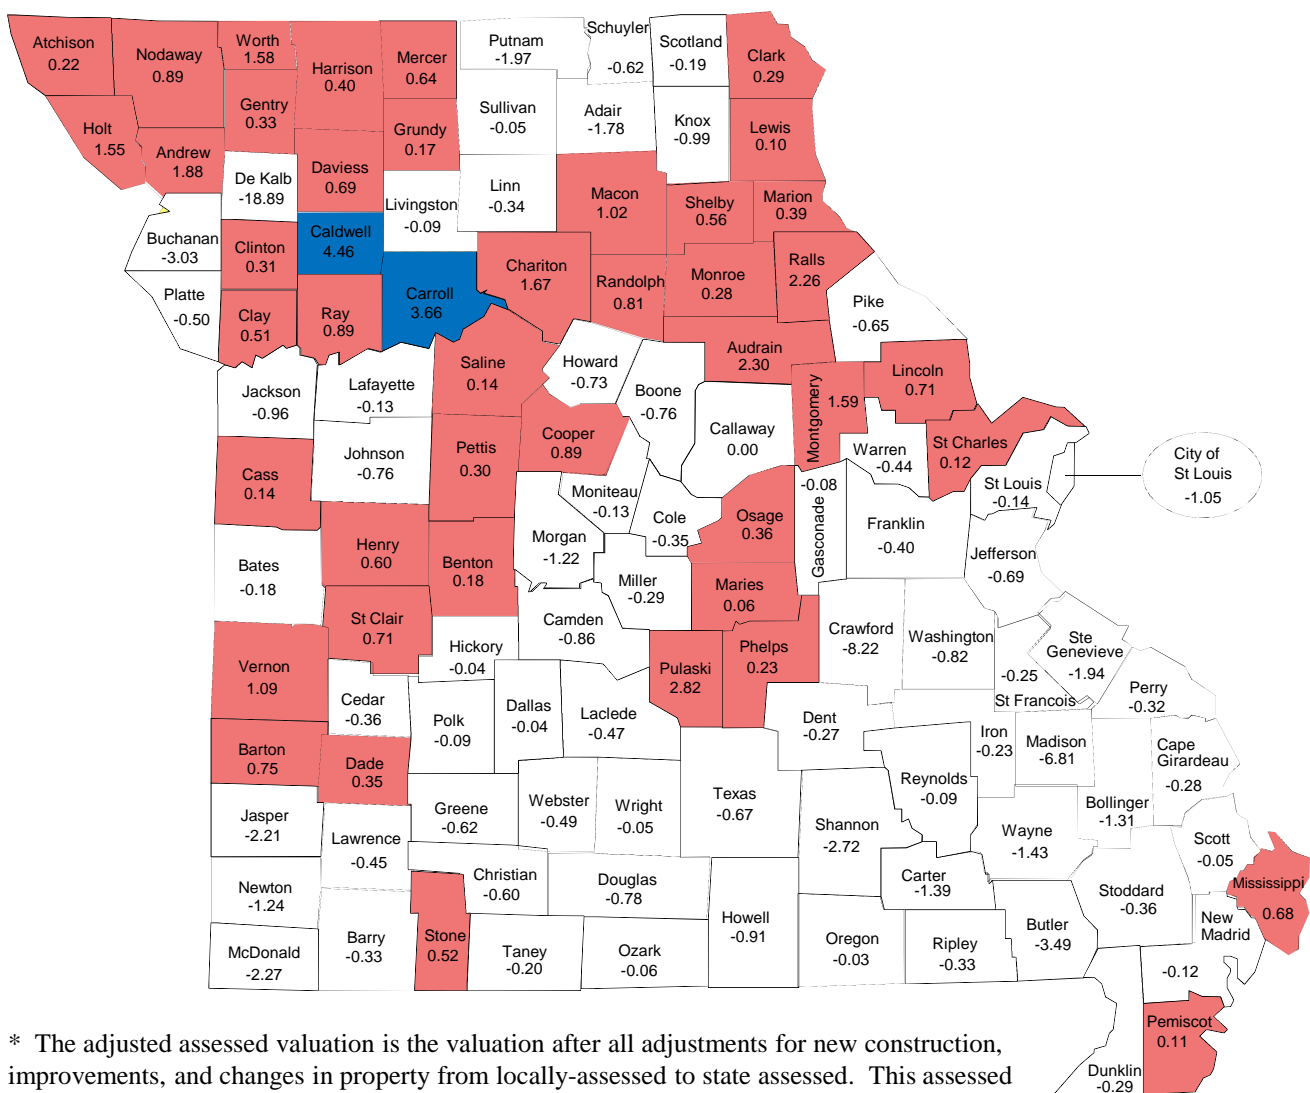 Atchison
0.22
Nodaway
0.89
Worth
1.58
Harrison
0.40
Mercer
0.64
Putnam
-1.97
Schuyler
-0.62
Scotland
-0.19
Clark
0.29
Holt
1.55
Andrew
1.88
Gentry
0.33
De Kalb
-18.89
Daviess
0.69
Grundy
0.17
Sullivan
-0.05
Adair
-1.78
Knox
-0.99
Lewis
0.10
Livingston
-0.09
Linn
-0.34
Macon
1.02
Shelby
0.56
Marion
0.39
Buchanan
-3.03
Clinton
0.31
Caldwell
4.46
Carroll
3.66
Chariton
1.67
Randolph
0.81
Monroe
0.28
Ralls
2.26
Pike
-0.65
Platte
-0.50
Clay
0.51
Ray
0.89
Saline
0.14
Howard
-0.73
Boone
-0.76
Audrain
2.30
Callaway
0.00
Montgomery
1.59
Lincoln
0.71
Warren
-0.44
St Charles
0.12
St Louis
-0.14
City of
St Louis
-1.05
Jackson
-0.96
Lafayette
-0.13
Johnson
-0.76
Pettis
0.30
Cooper
0.89
Cass
0.14
Moniteau
-0.13
Cole
-0.35
Osage
0.36
Gasconade
-0.08
Franklin
-0.40
Jefferson
-0.69
Bates
-0.18
Henry
0.60
Benton
0.18
Morgan
-1.22
Miller
-0.29
Maries
0.06
St Clair
0.71
Hickory
-0.04
Camden
-0.86
Pulaski
2.82
Phelps
0.23
Crawford
-8.22
Washington
-0.82
-0.25
St Francois
Ste
Genevieve
-1.94
Perry
-0.32
Vernon
1.09
Cedar
-0.36
Polk
-0.09
Dallas
-0.04
Laclede
-0.47
Dent
-0.27
Iron
-0.23
Madison
-6.81
Cape
Girardeau
-0.28
Barton
0.75
Dade
0.35
Greene
-0.62
Webster
-0.49
Wright
-0.05
Texas
-0.67
Shannon
-2.72
Reynolds
-0.09
Wayne
-1.43
Bollinger
-1.31
Scott
-0.05
Jasper
-2.21
Lawrence
-0.45
Christian
-0.60
Douglas
-0.78
Howell
-0.91
Carter
-1.39
Butler
-3.49
Stoddard
-0.36
Mississippi
0.68
New
Madrid
-0.12
Newton
-1.24
McDonald
-2.27
Barry
-0.33
Stone
0.52
Taney
-0.20
Ozark
-0.06
Oregon
-0.03
Ripley
-0.33
Pemiscot
0.11
Dunklin
-0.29
* The adjusted assessed valuation is the valuation after all adjustments for new construction,
improvements, and changes in property from locally-assessed to state assessed. This assessed